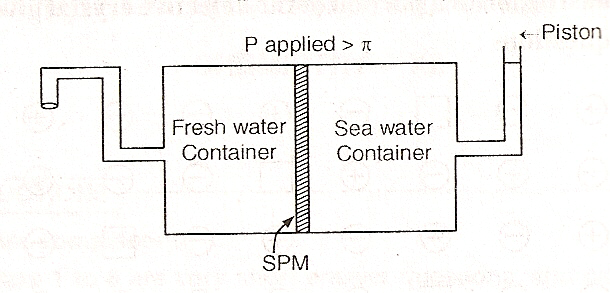 P applied > π
←Piston
Fresh water
Container
Sea water
Container
SPM